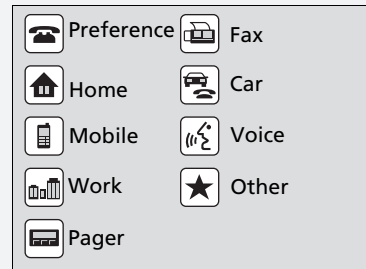 Preference
Home
Mobile
Work
Pager
Fax
Car
Voice
Other